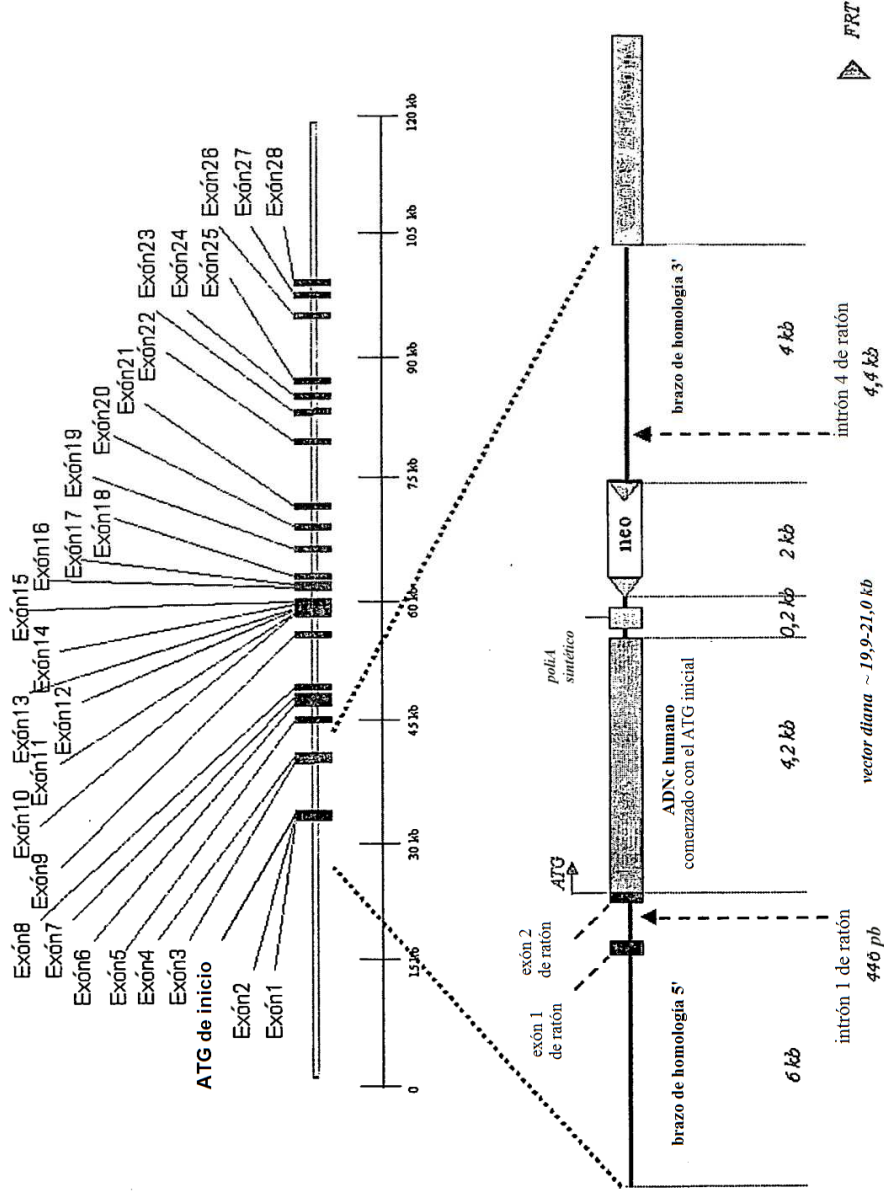 Exón1
Exón2
ATG de inicio
Exón3
Exón4
Exón5
Exón6
Exón7
Exón8
Exón9
Exón10
Exón11
Exón12
Exón13
Exón14
Exón15
Exón16
Exón17
Exón18
Exón19
Exón20
Exón21
Exón22
Exón23
Exón24
Exón25
Exón26
Exón27
Exón28
0
15 kb
30 kb
45 kb
60 kb
75 kb
90 kb
105 kb
120 kb
exón 1
de ratón
exón 2
de ratón
ATG
poliA
sintético
neo
brazo de homología 5'
ADNc humano
comenzado con el ATG inicial
brazo de homología 3'
6 kb
4,2 kb
0,2 kb
2 kb
4 kb
intrón 1 de ratón
446 pb
intrón 4 de ratón
4,4 kb
vector diana ~ 19,9-21,0 kb
FRT